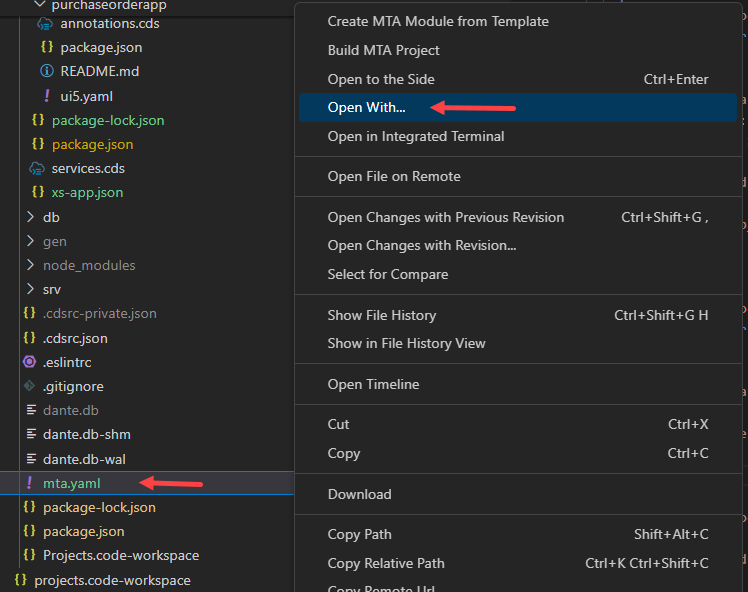 purchaseorderapp
annotations.cds
{} package.json
README.md
! ui5.yaml
{} package-lock.json
{} package.json
services.cds
{} xs-app.json
db
gen
node_modules
srv
{} .cdsrc-private.json
{} .cdsrc.json
.eslintrc
.gitignore
dante.db
dante.db-shm
dante.db-wal
! mta.yaml
{} package-lock.json
{} package.json
{} Projects.code-workspace
{} projects.code-workspace
Create MTA Module from Template
Build MTA Project
Open to the Side Ctrl+Enter
Open With...
Open in Integrated Terminal
Open File on Remote
Open Changes with Previous Revision Ctrl+Shift+G ,
Open Changes with Revision...
Select for Compare
Show File History Ctrl+Shift+G H
Show in File History View
Open Timeline
Cut Ctrl+X
Copy Ctrl+C
Download
Copy Path Shift+Alt+C
Copy Relative Path Ctrl+K Ctrl+Shift+C
Copy Remote Url